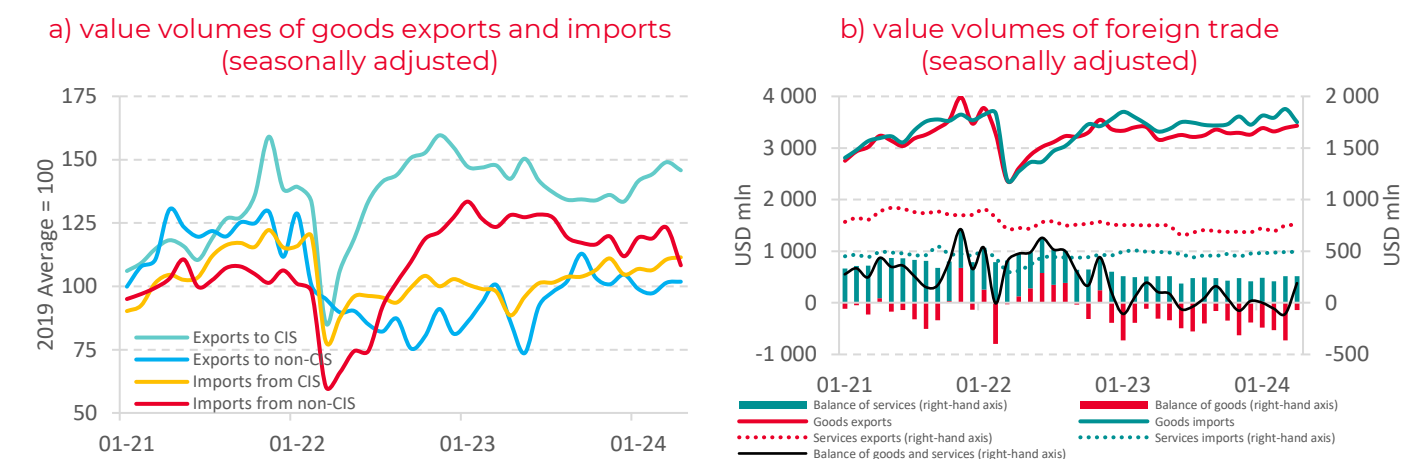 a) value volumes of goods exports and imports
(seasonally adjusted)
175
150
125
100
75
50
2019 Average = 100
Exports to CIS
Exports to non-CIS
Imports from CIS
Imports from non-CIS
01-21
01-22
01-23
01-24
b) value volumes of foreign trade
(seasonally adjusted)
4 000
3 000
2 000
1 000
0
-1 000
USD mln
2 000
1 500
1 000
500
0
-500
USD mln
01-21
01-22
01-23
01-24
Balance of services (right-hand axis)
Balance of goods (right-hand axis)
Goods exports
Goods imports
Services exports (right-hand axis)
Services imports (right-hand axis)
Balance of goods and services (right-hand axis)